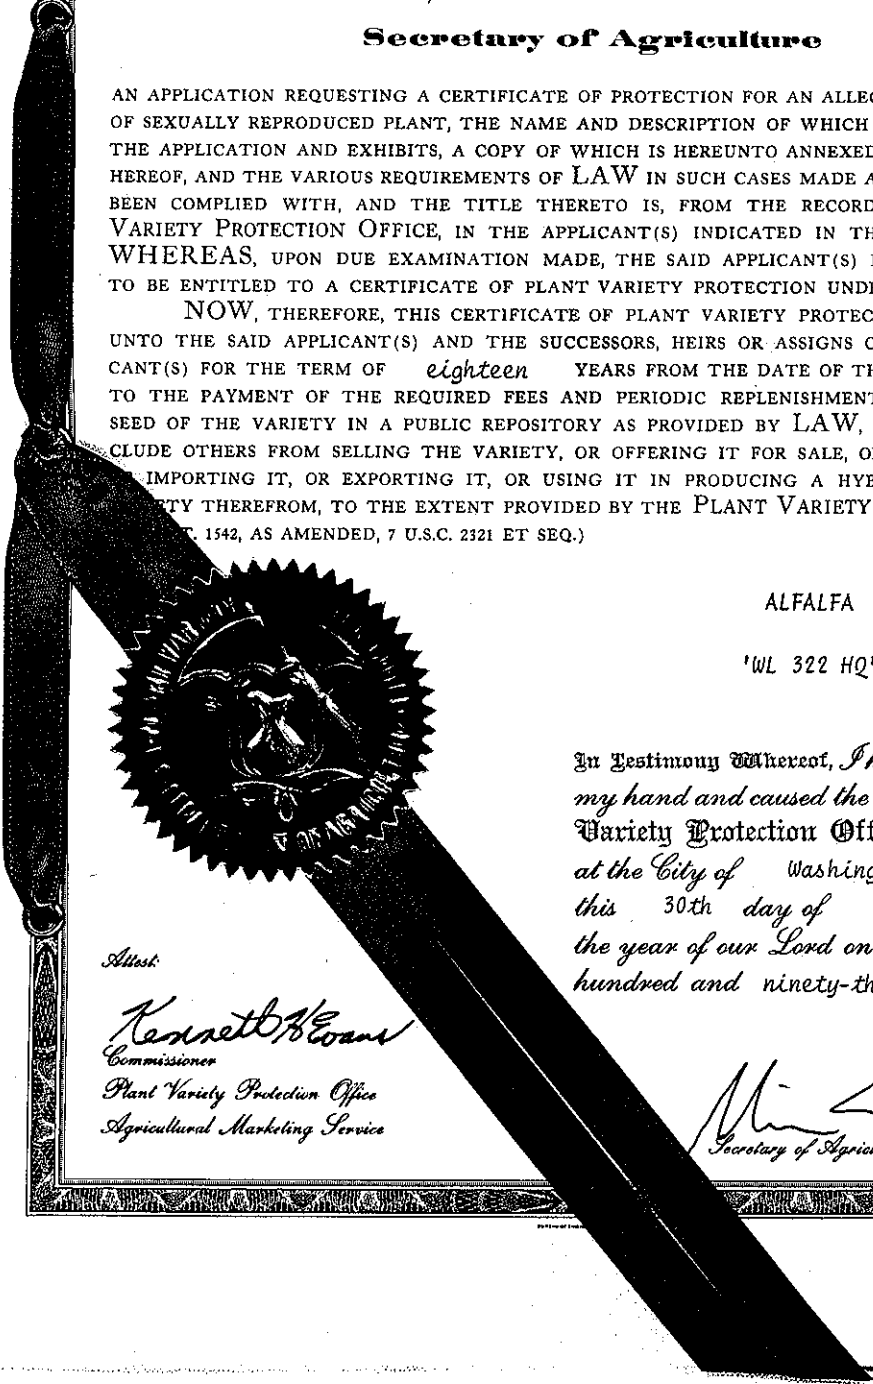 Secretary of Agriculture
AN APPLICATION REQUESTING A CERTIFICATE OF PROTECTION FOR AN ALLEG
OF SEXUALLY REPRODUCED PLANT, THE NAME AND DESCRIPTION OF WHICH
THE APPLICATION AND EXHIBITS, A COPY OF WHICH IS HEREUNTO ANNEXED
HEREOF, AND THE VARIOUS REQUIREMENTS OF LAW IN SUCH CASES MADE A
BEEN COMPLIED WITH, AND THE TITLE THERETO IS, FROM THE RECORD
VARIETY PROTECTION OFFICE, IN THE APPLICANT(S) INDICATED IN TH
WHEREAS, UPON DUE EXAMINATION MADE, THE SAID APPLICANT(S)
TO BE ENTITLED TO A CERTIFICATE OF PLANT VARIETY PROTECTION UNDE
NOW, THEREFORE, THIS CERTIFICATE OF PLANT VARIETY PROTEC
UNTO THE SAID APPLICANT(S) AND THE SUCCESSORS, HEIRS OR ASSIGNS O
CANT(S) FOR THE TERM OF eighteen YEARS FROM THE DATE OF TH
TO THE PAYMENT OF THE REQUIRED FEES AND PERIODIC REPLENISHMENT
SEED OF THE VARIETY IN A PUBLIC REPOSITORY AS PROVIDED BY LAW,
CLUDE OTHERS FROM SELLING THE VARIETY, OR OFFERING IT FOR SALE, O
IMPORTING IT, OR EXPORTING IT, OR USING IT IN PRODUCING A HYB
TY THEREFROM, TO THE EXTENT PROVIDED BY THE PLANT VARIETY
T. 1542, AS AMENDED, 7 U.S.C. 2321 ET SEQ.)
ALFALFA
'WL 322 HQ'
In Testimony Whereof, I h
my hand and caused the
Variety Protection Off
at the City of Washing
this 30th day of
the year of our Lord on
hundred and ninety-th
Attest:
Kenneth H Evans
Commissioner
Plant Variety Protection Office
Agricultural Marketing Service
Secretary of Agric